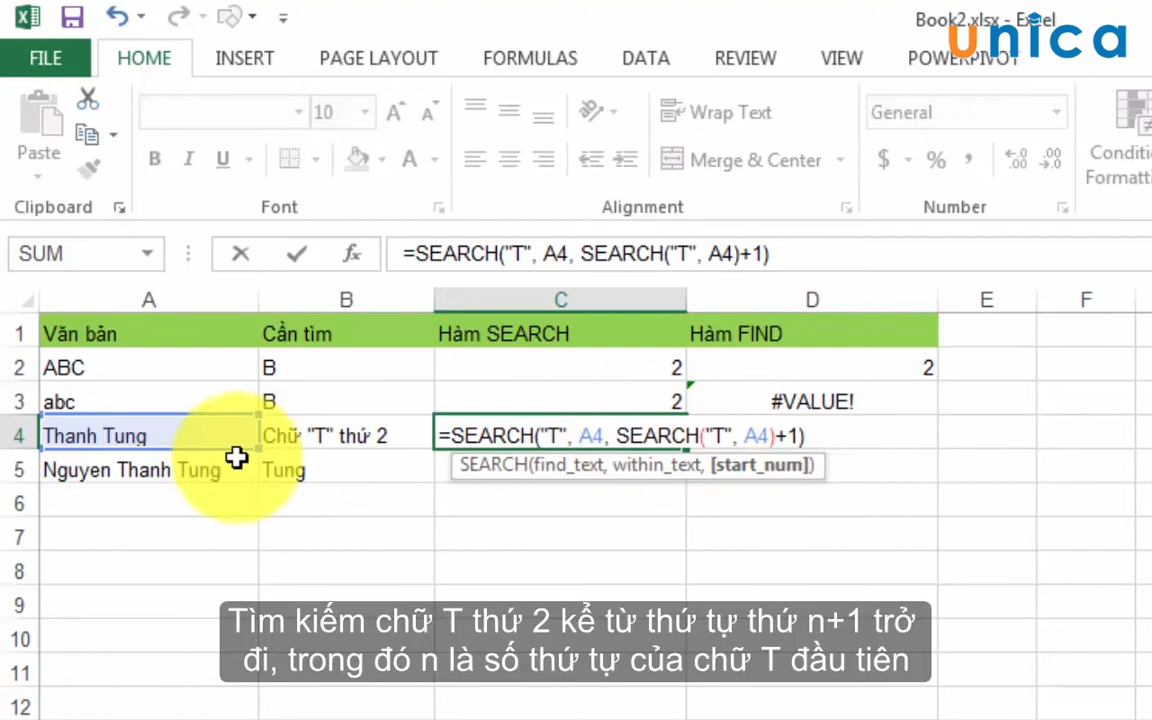 Book2.xlsx - Excel
unica
FILE HOME INSERT PAGE LAYOUT FORMULAS DATA REVIEW VIEW POWERPIVOT
Paste
10
B I U A
Wrap Text
Merge & Center
General
$ % ,
Conditi
Formatti
Clipboard Font Alignment Number
SUM fx =SEARCH("T", A4, SEARCH("T", A4)+1)
A B C D E F
1 Văn bản Cần tìm Hàm SEARCH Hàm FIND
2 ABC B 2 2
3 abc B 2 #VALUE!
4 Thanh Tung Chữ "T" thứ 2 =SEARCH("T", A4, SEARCH("T", A4)+1)
SEARCH(find_text, within_text, [start_num])
5 Nguyen Thanh Tung Tung
6
7
8
9
10
11
12
Tìm kiếm chữ T thứ 2 kể từ thứ tự thứ n+1 trở
đi, trong đó n là số thứ tự của chữ T đầu tiên